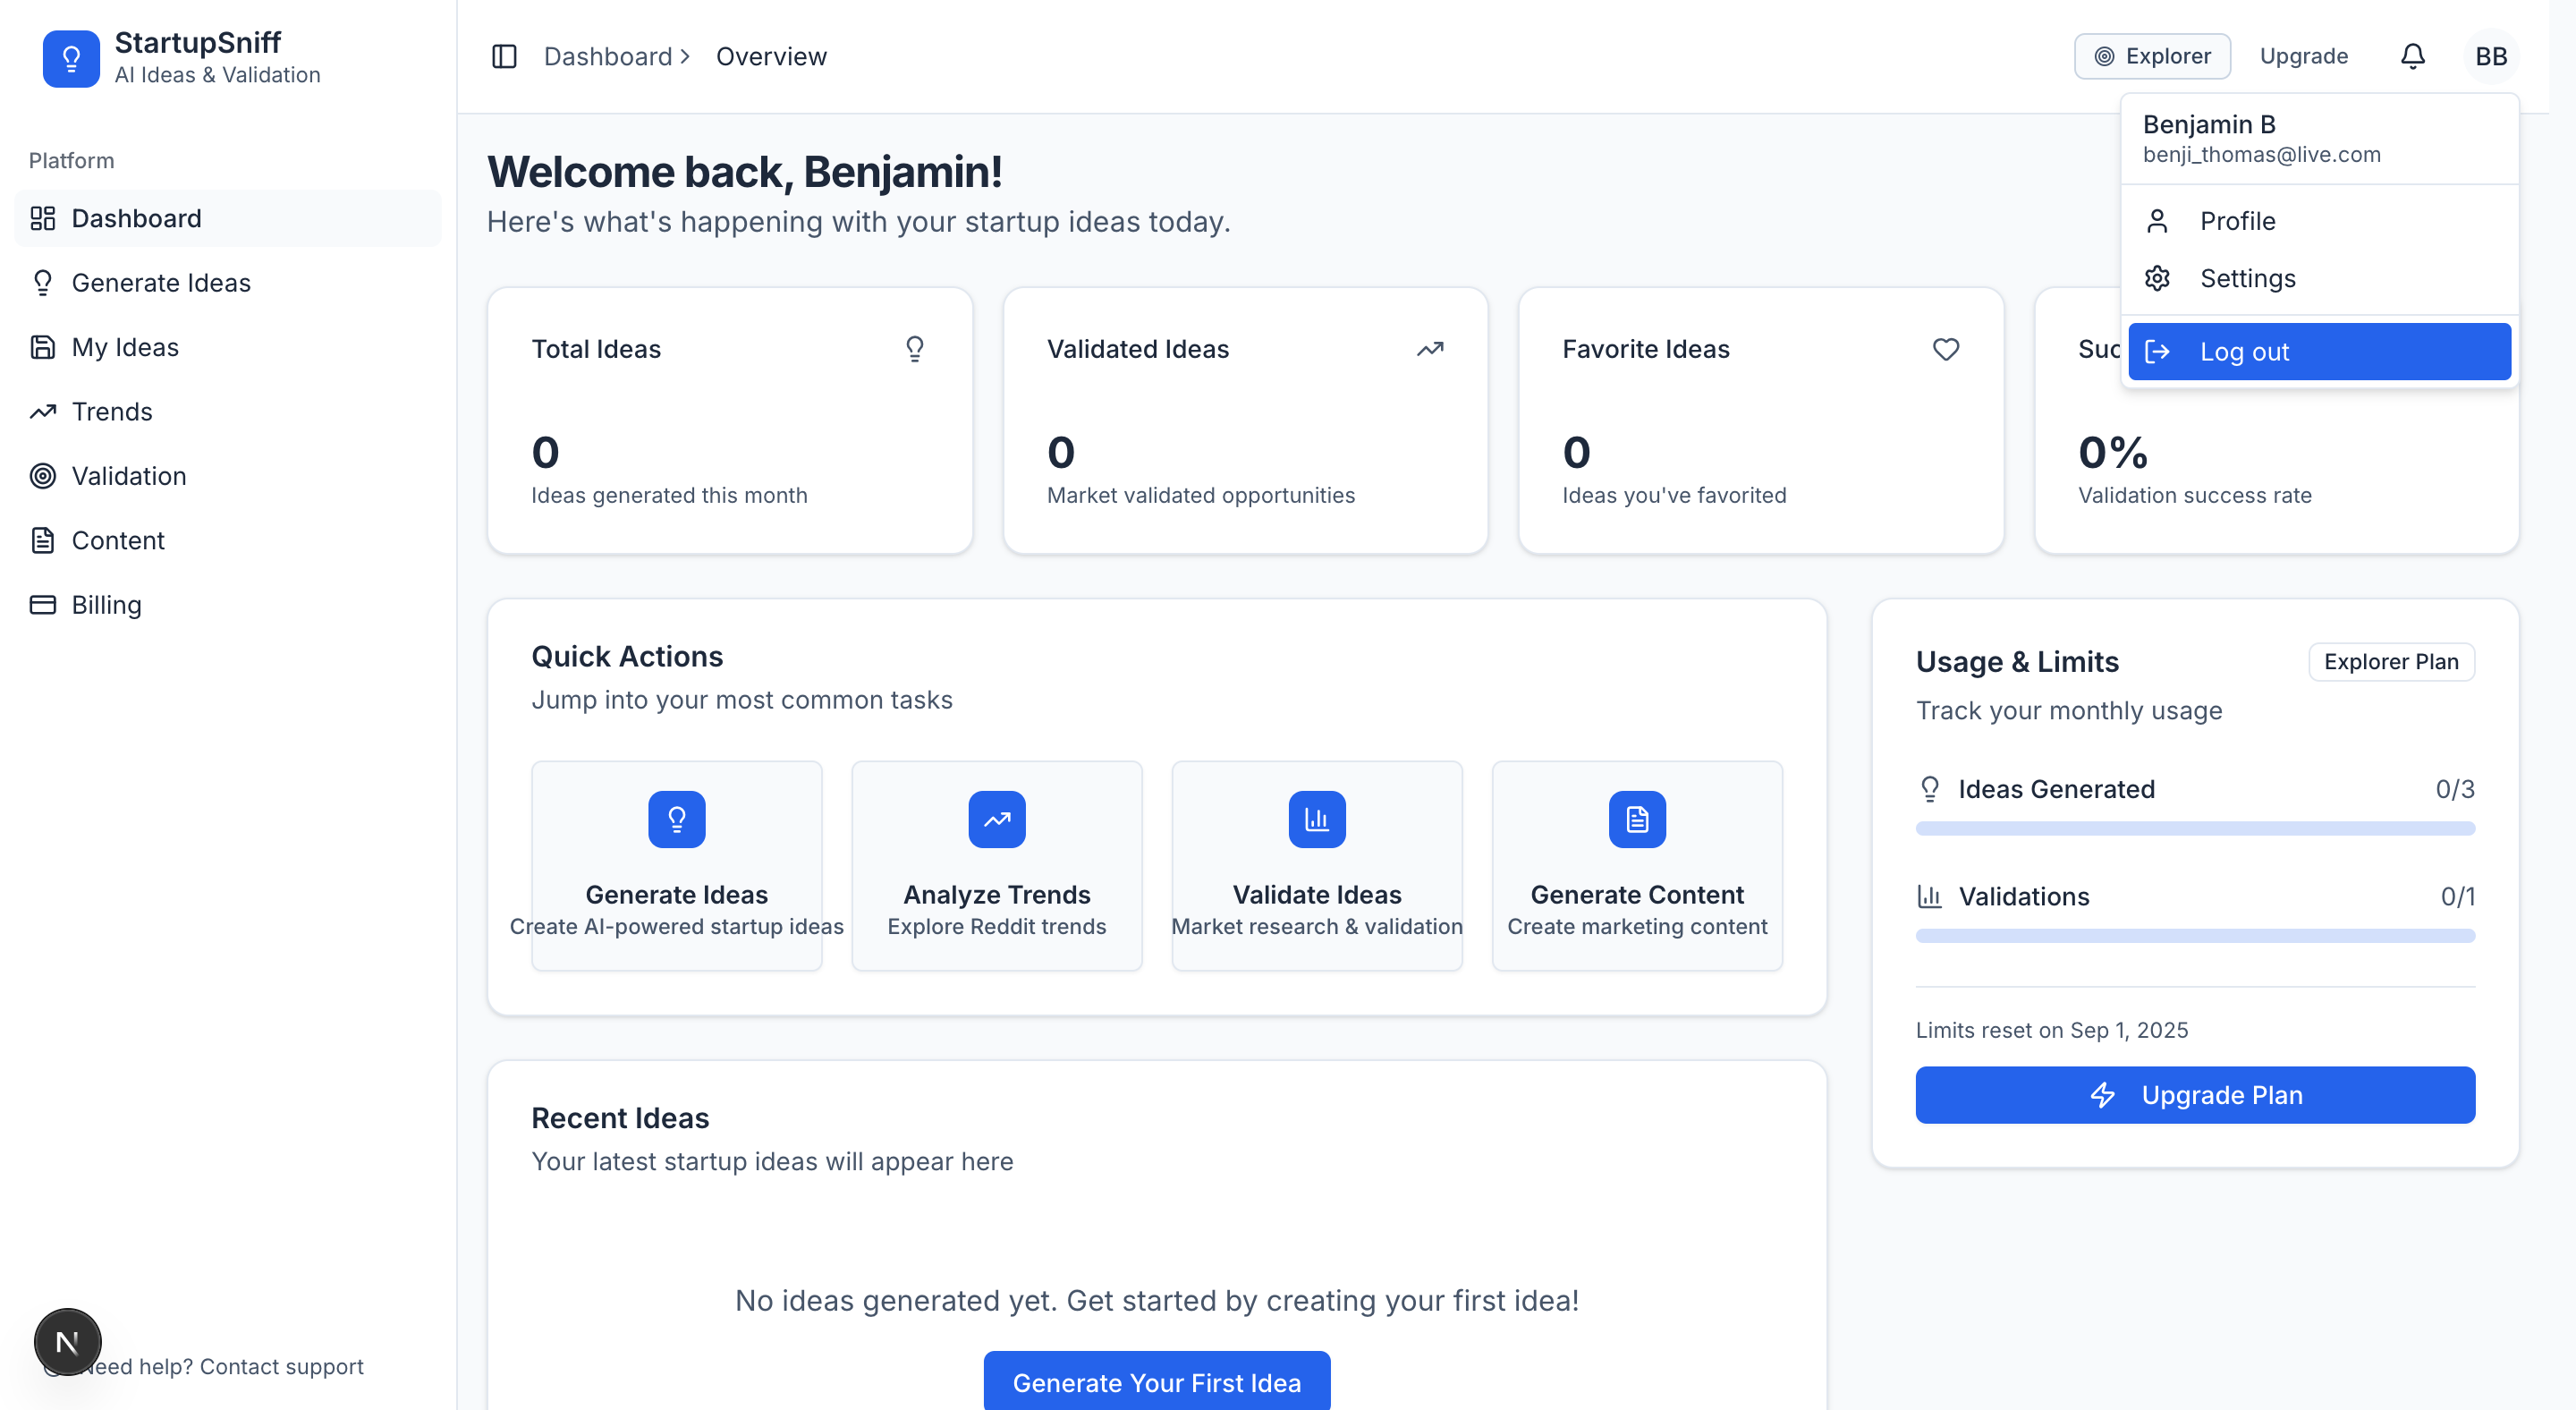 StartupSniff
AI Ideas & Validation
Platform
Dashboard
Generate Ideas
My Ideas
Trends
Validation
Content
Billing
N
eed help? Contact support
Dashboard > Overview
Explorer
Upgrade
BB
Benjamin B
benji_thomas@live.com
Profile
Settings
Log out
Welcome back, Benjamin!
Here's what's happening with your startup ideas today.
Total Ideas
0
Ideas generated this month
Validated Ideas
0
Market validated opportunities
Favorite Ideas
0
Ideas you've favorited
Suc
0%
Validation success rate
Quick Actions
Jump into your most common tasks
Generate Ideas
Create AI-powered startup ideas
Analyze Trends
Explore Reddit trends
Validate Ideas
Market research & validation
Generate Content
Create marketing content
Usage & Limits
Explorer Plan
Track your monthly usage
Ideas Generated
0/3
Validations
0/1
Limits reset on Sep 1, 2025
Upgrade Plan
Recent Ideas
Your latest startup ideas will appear here
No ideas generated yet. Get started by creating your first idea!
Generate Your First Idea